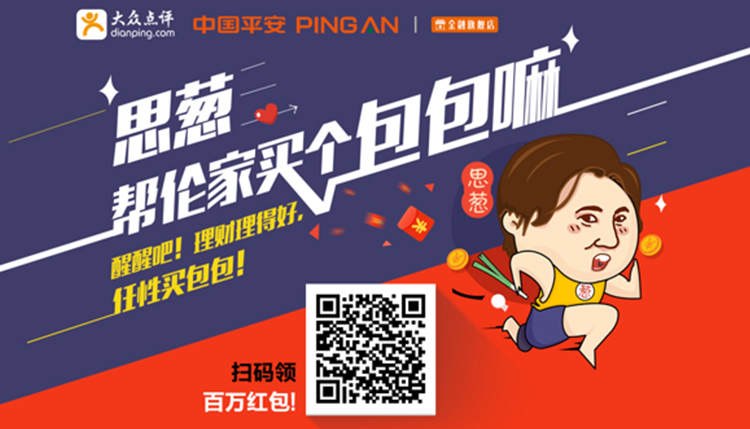 大众点评
dianping.com
中国平安 PING AN
金融旗舰店
思葱
帮伦家买个包包嘛
思葱
醒醒吧！理财理得好，
任性买包包！
扫码领
百万红包！